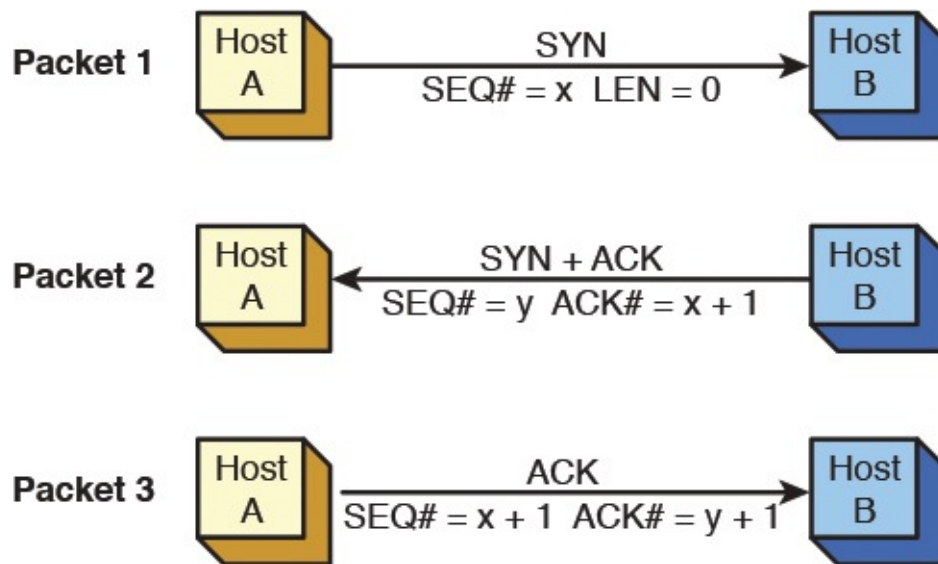 Packet 1
Host
A
SYN
SEQ# = x LEN = 0
Host
B
Packet 2
Host
A
SYN + ACK
SEQ# = y ACK# = x + 1
Host
B
Packet 3
Host
A
ACK
SEQ# = x + 1 ACK# = y + 1
Host
B